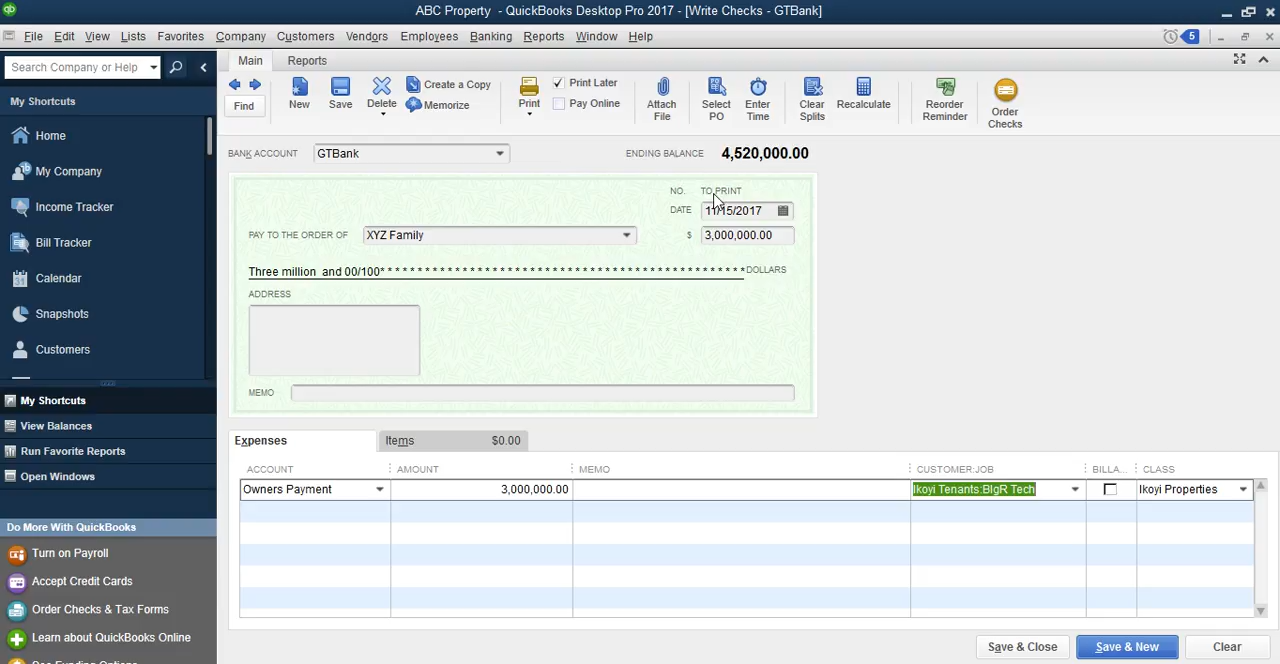 ABC Property - QuickBooks Desktop Pro 2017 - [Write Checks - GTBank]
File Edit View Lists Favorites Company Customers Vendors Employees Banking Reports Window Help 5
Search Company or Help
Main Reports
My Shortcuts
Home
My Company
Income Tracker
Bill Tracker
Calendar
Snapshots
Customers
My Shortcuts
View Balances
Run Favorite Reports
Open Windows
Do More With QuickBooks
Turn on Payroll
Accept Credit Cards
Order Checks & Tax Forms
Learn about QuickBooks Online
See Funding Options
Find
New
Save
Delete
Create a Copy
Memorize
Print
Print Later
Pay Online
Attach
File
Select
PO
Enter
Time
Clear
Splits
Recalculate
Reorder
Reminder
Order
Checks
BANK ACCOUNT GTBank ENDING BALANCE 4,520,000.00
NO. TO PRINT
DATE 11/15/2017
PAY TO THE ORDER OF XYZ Family $ 3,000,000.00
Three million and 00/100* * * * * * * * * * * * * * * * * * * * * * * * * * * * * * * * * * * * * * * * * * * * * * * * * DOLLARS
ADDRESS
MEMO
Expenses Items $0.00
ACCOUNT AMOUNT MEMO CUSTOMER:JOB BILLA... CLASS
Owners Payment 3,000,000.00 Ikoyi Tenants:BIgR Tech Ikoyi Properties
Save & Close Save & New Clear